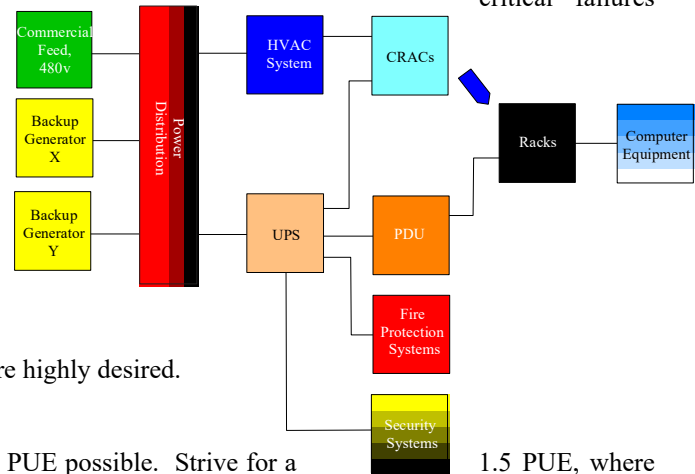 critical failures
Commercial
Feed,
480v
HVAC
System
CRACs
Power
Distribution
Backup
Generator
X
Racks
Computer
Equipment
Backup
Generator
Y
UPS
PDU
Fire
Protection
Systems
re highly desired.
Security
Systems
PUE possible. Strive for a
1.5 PUE, where